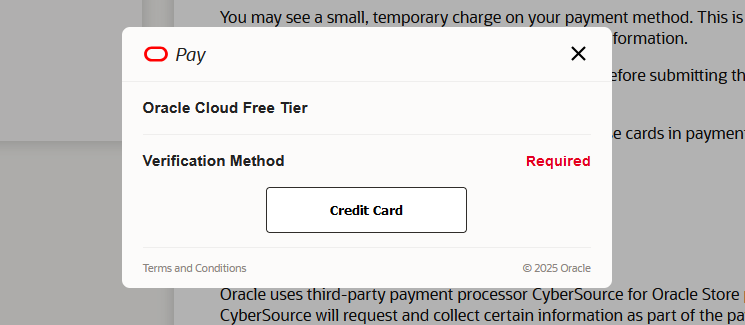 You may see a small, temporary charge on your payment method. This is
formation.
Pay
efore submitting th
Oracle Cloud Free Tier
e cards in paymen
Verification Method Required
Credit Card
Terms and Conditions © 2025 Oracle
Oracle uses third-party payment processor CyberSource for Oracle Store
CyberSource will request and collect certain information as part of the pa